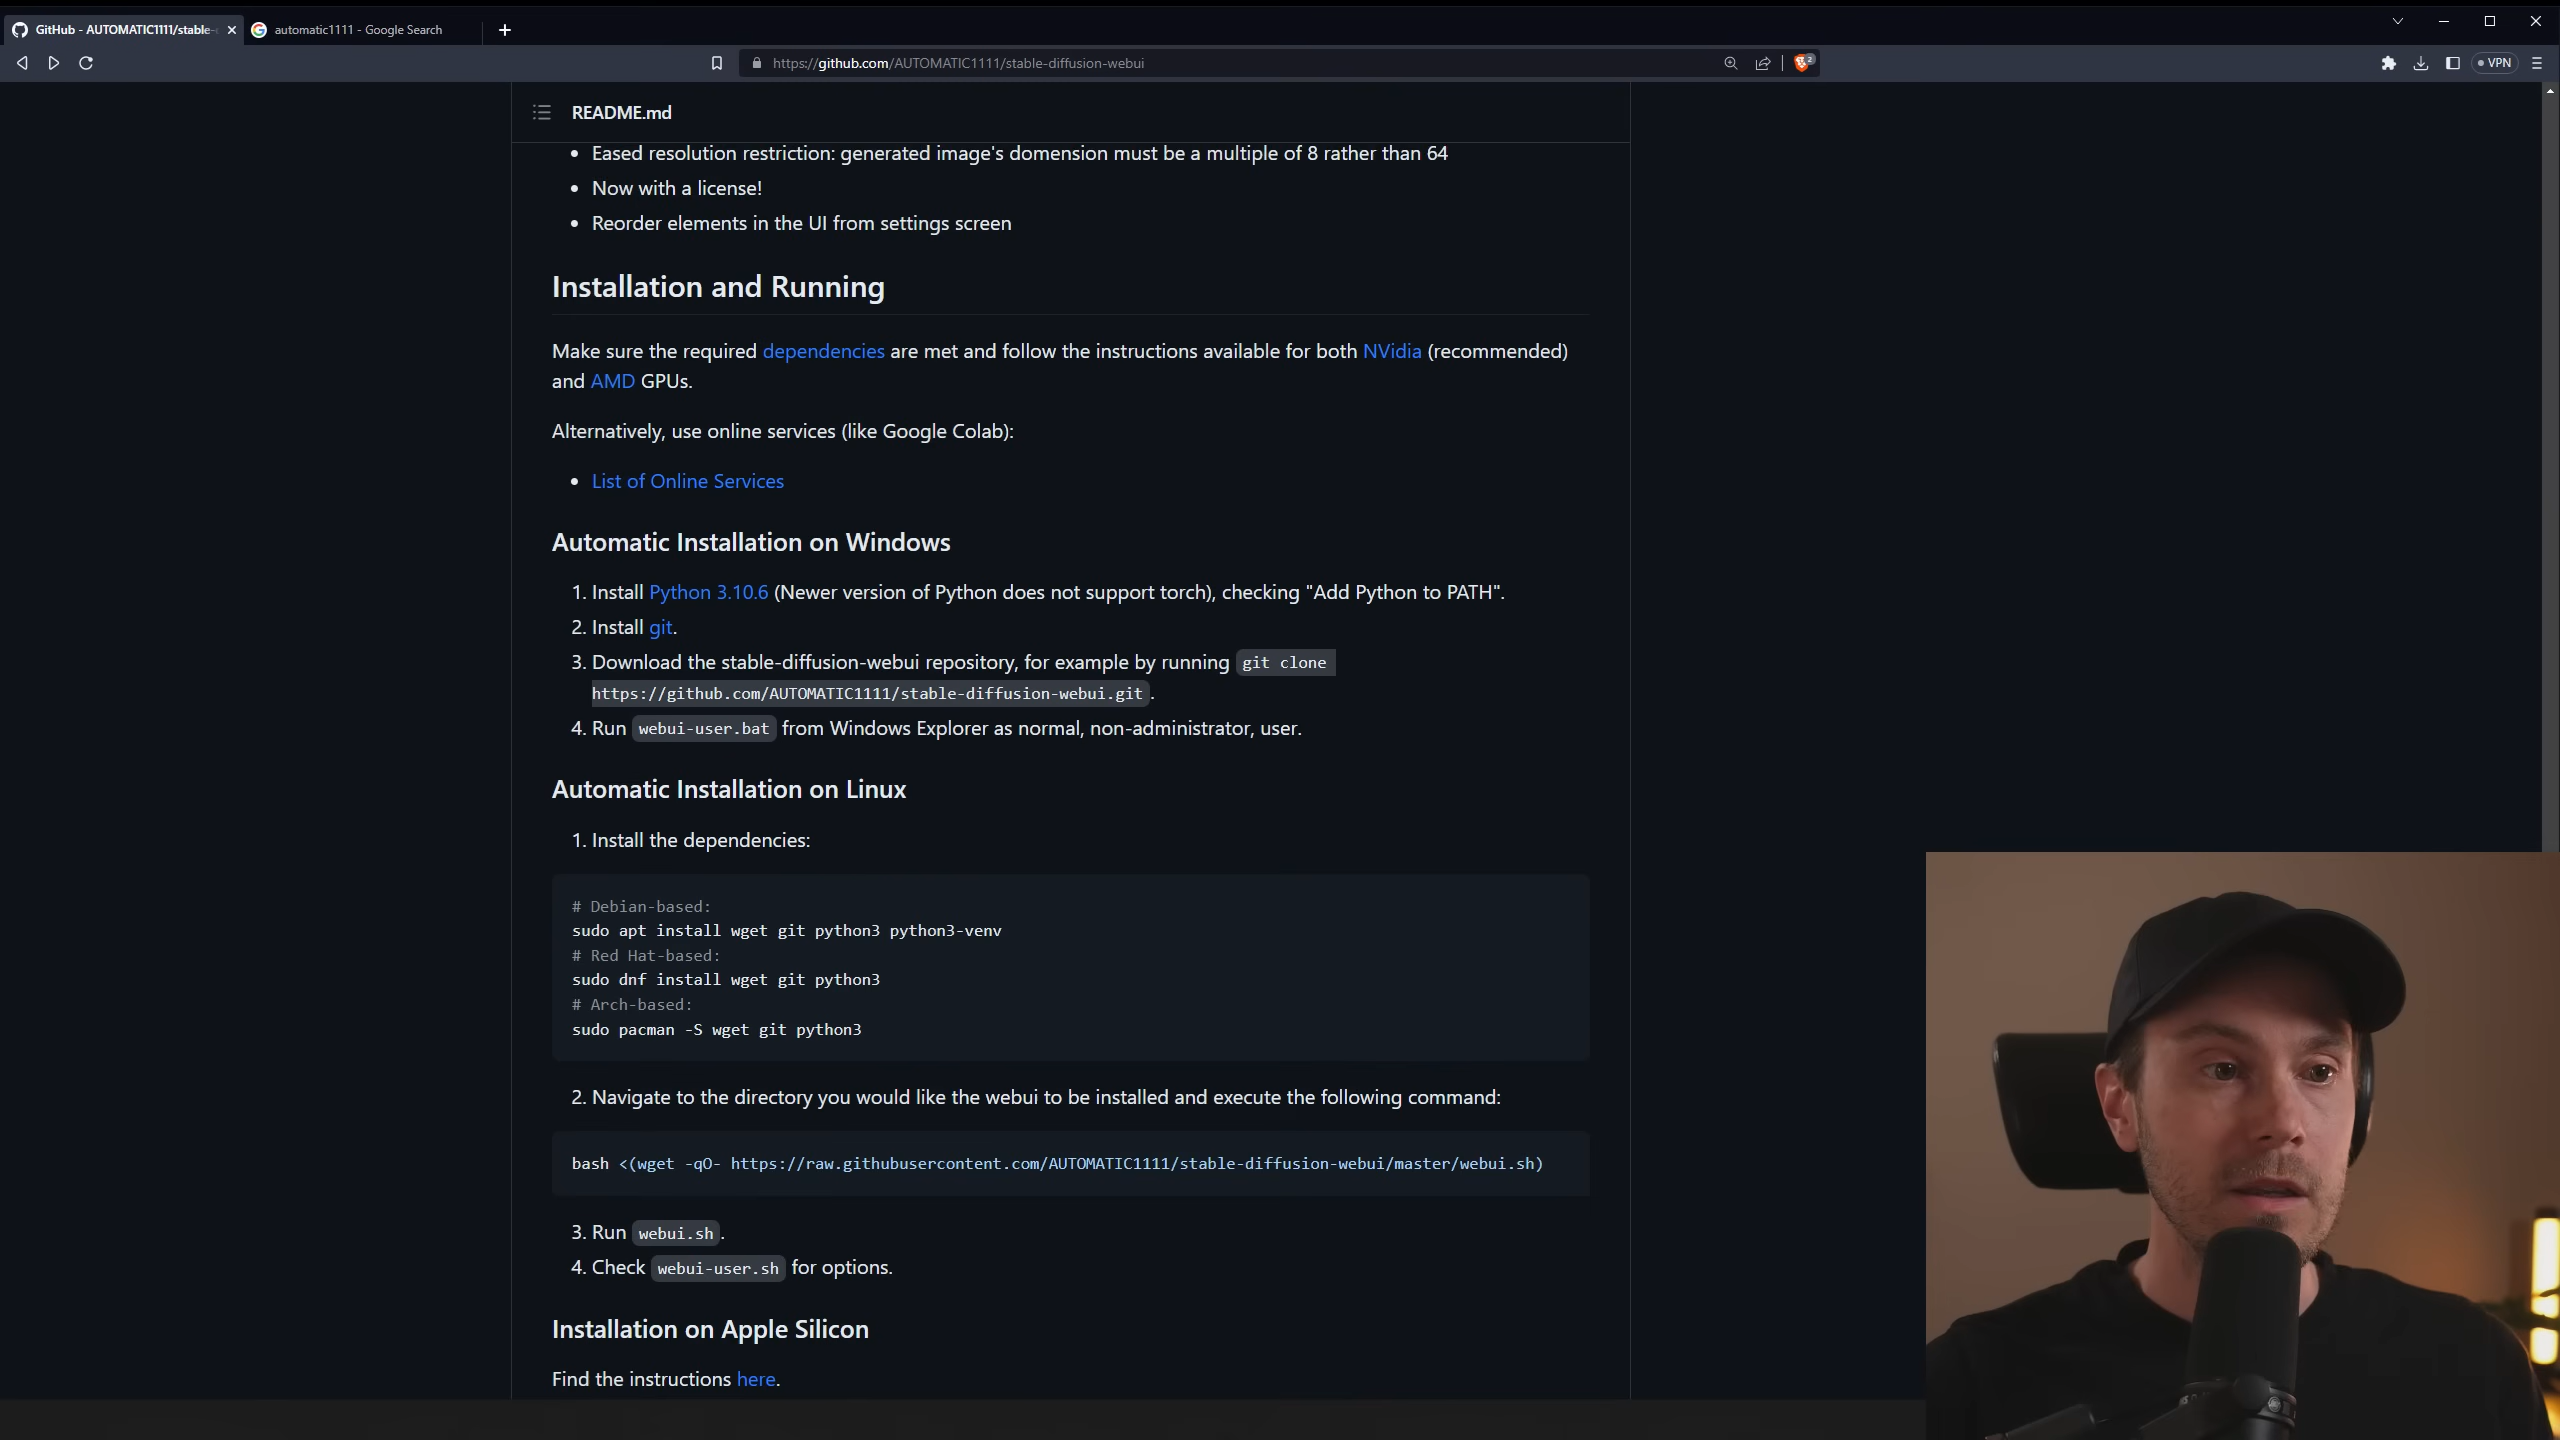 GitHub - AUTOMATIC1111/stable-
automatic1111 - Google Search
https://github.com/AUTOMATIC1111/stable-diffusion-webui
2
VPN
README.md
Eased resolution restriction: generated image's domension must be a multiple of 8 rather than 64
Now with a license!
Reorder elements in the UI from settings screen
Installation and Running
Make sure the required dependencies are met and follow the instructions available for both NVidia (recommended)
and AMD GPUs.
Alternatively, use online services (like Google Colab):
List of Online Services
Automatic Installation on Windows
1. Install Python 3.10.6 (Newer version of Python does not support torch), checking "Add Python to PATH".
2. Install git.
3. Download the stable-diffusion-webui repository, for example by running git clone
https://github.com/AUTOMATIC1111/stable-diffusion-webui.git.
4. Run webui-user.bat from Windows Explorer as normal, non-administrator, user.
Automatic Installation on Linux
1. Install the dependencies:
# Debian-based:
sudo apt install wget git python3 python3-venv
# Red Hat-based:
sudo dnf install wget git python3
# Arch-based:
sudo pacman -S wget git python3
2. Navigate to the directory you would like the webui to be installed and execute the following command:
bash <(wget -qO- https://raw.githubusercontent.com/AUTOMATIC1111/stable-diffusion-webui/master/webui.sh)
3. Run webui.sh.
4. Check webui-user.sh for options.
Installation on Apple Silicon
Find the instructions here.